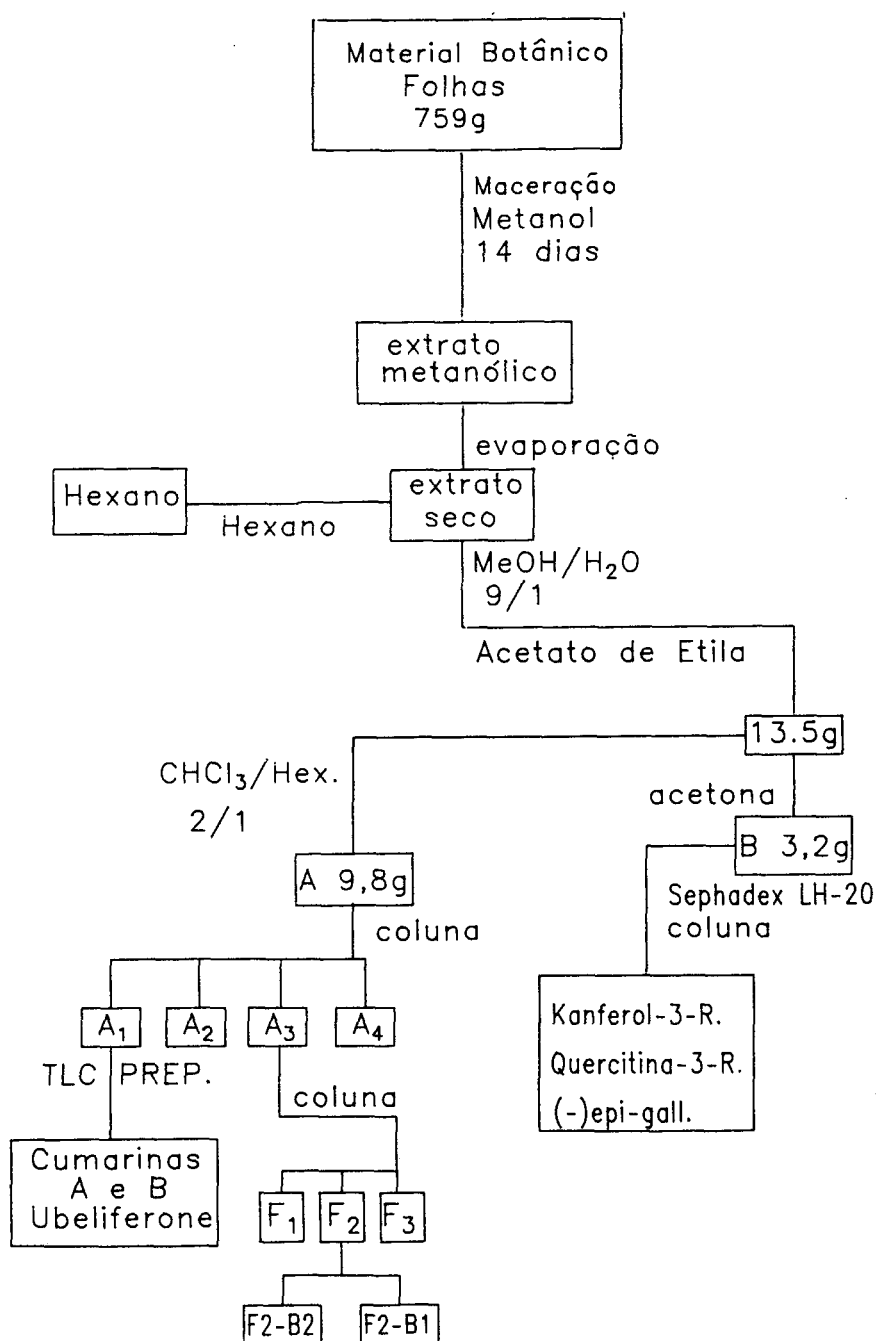 Material Botânico
Folhas
759g
Maceração
Metanol
14 dias
extrato
metanólico
evaporação
Hexano
Hexano
extrato
seco
MeOH/H₂O
9/1
Acetato de Etila
13.5g
CHCl₃/Hex.
2/1
acetona
A 9,8g
B 3,2g
Sephadex LH-20
coluna
coluna
A₁
A₂
A₃
A₄
TLC PREP.
coluna
Kanferol-3-R.
Quercitina-3-R.
(-)epi-gall.
Cumarinas
A e B
Ubeliferone
F₁
F₂
F₃
F2-B2
F2-B1